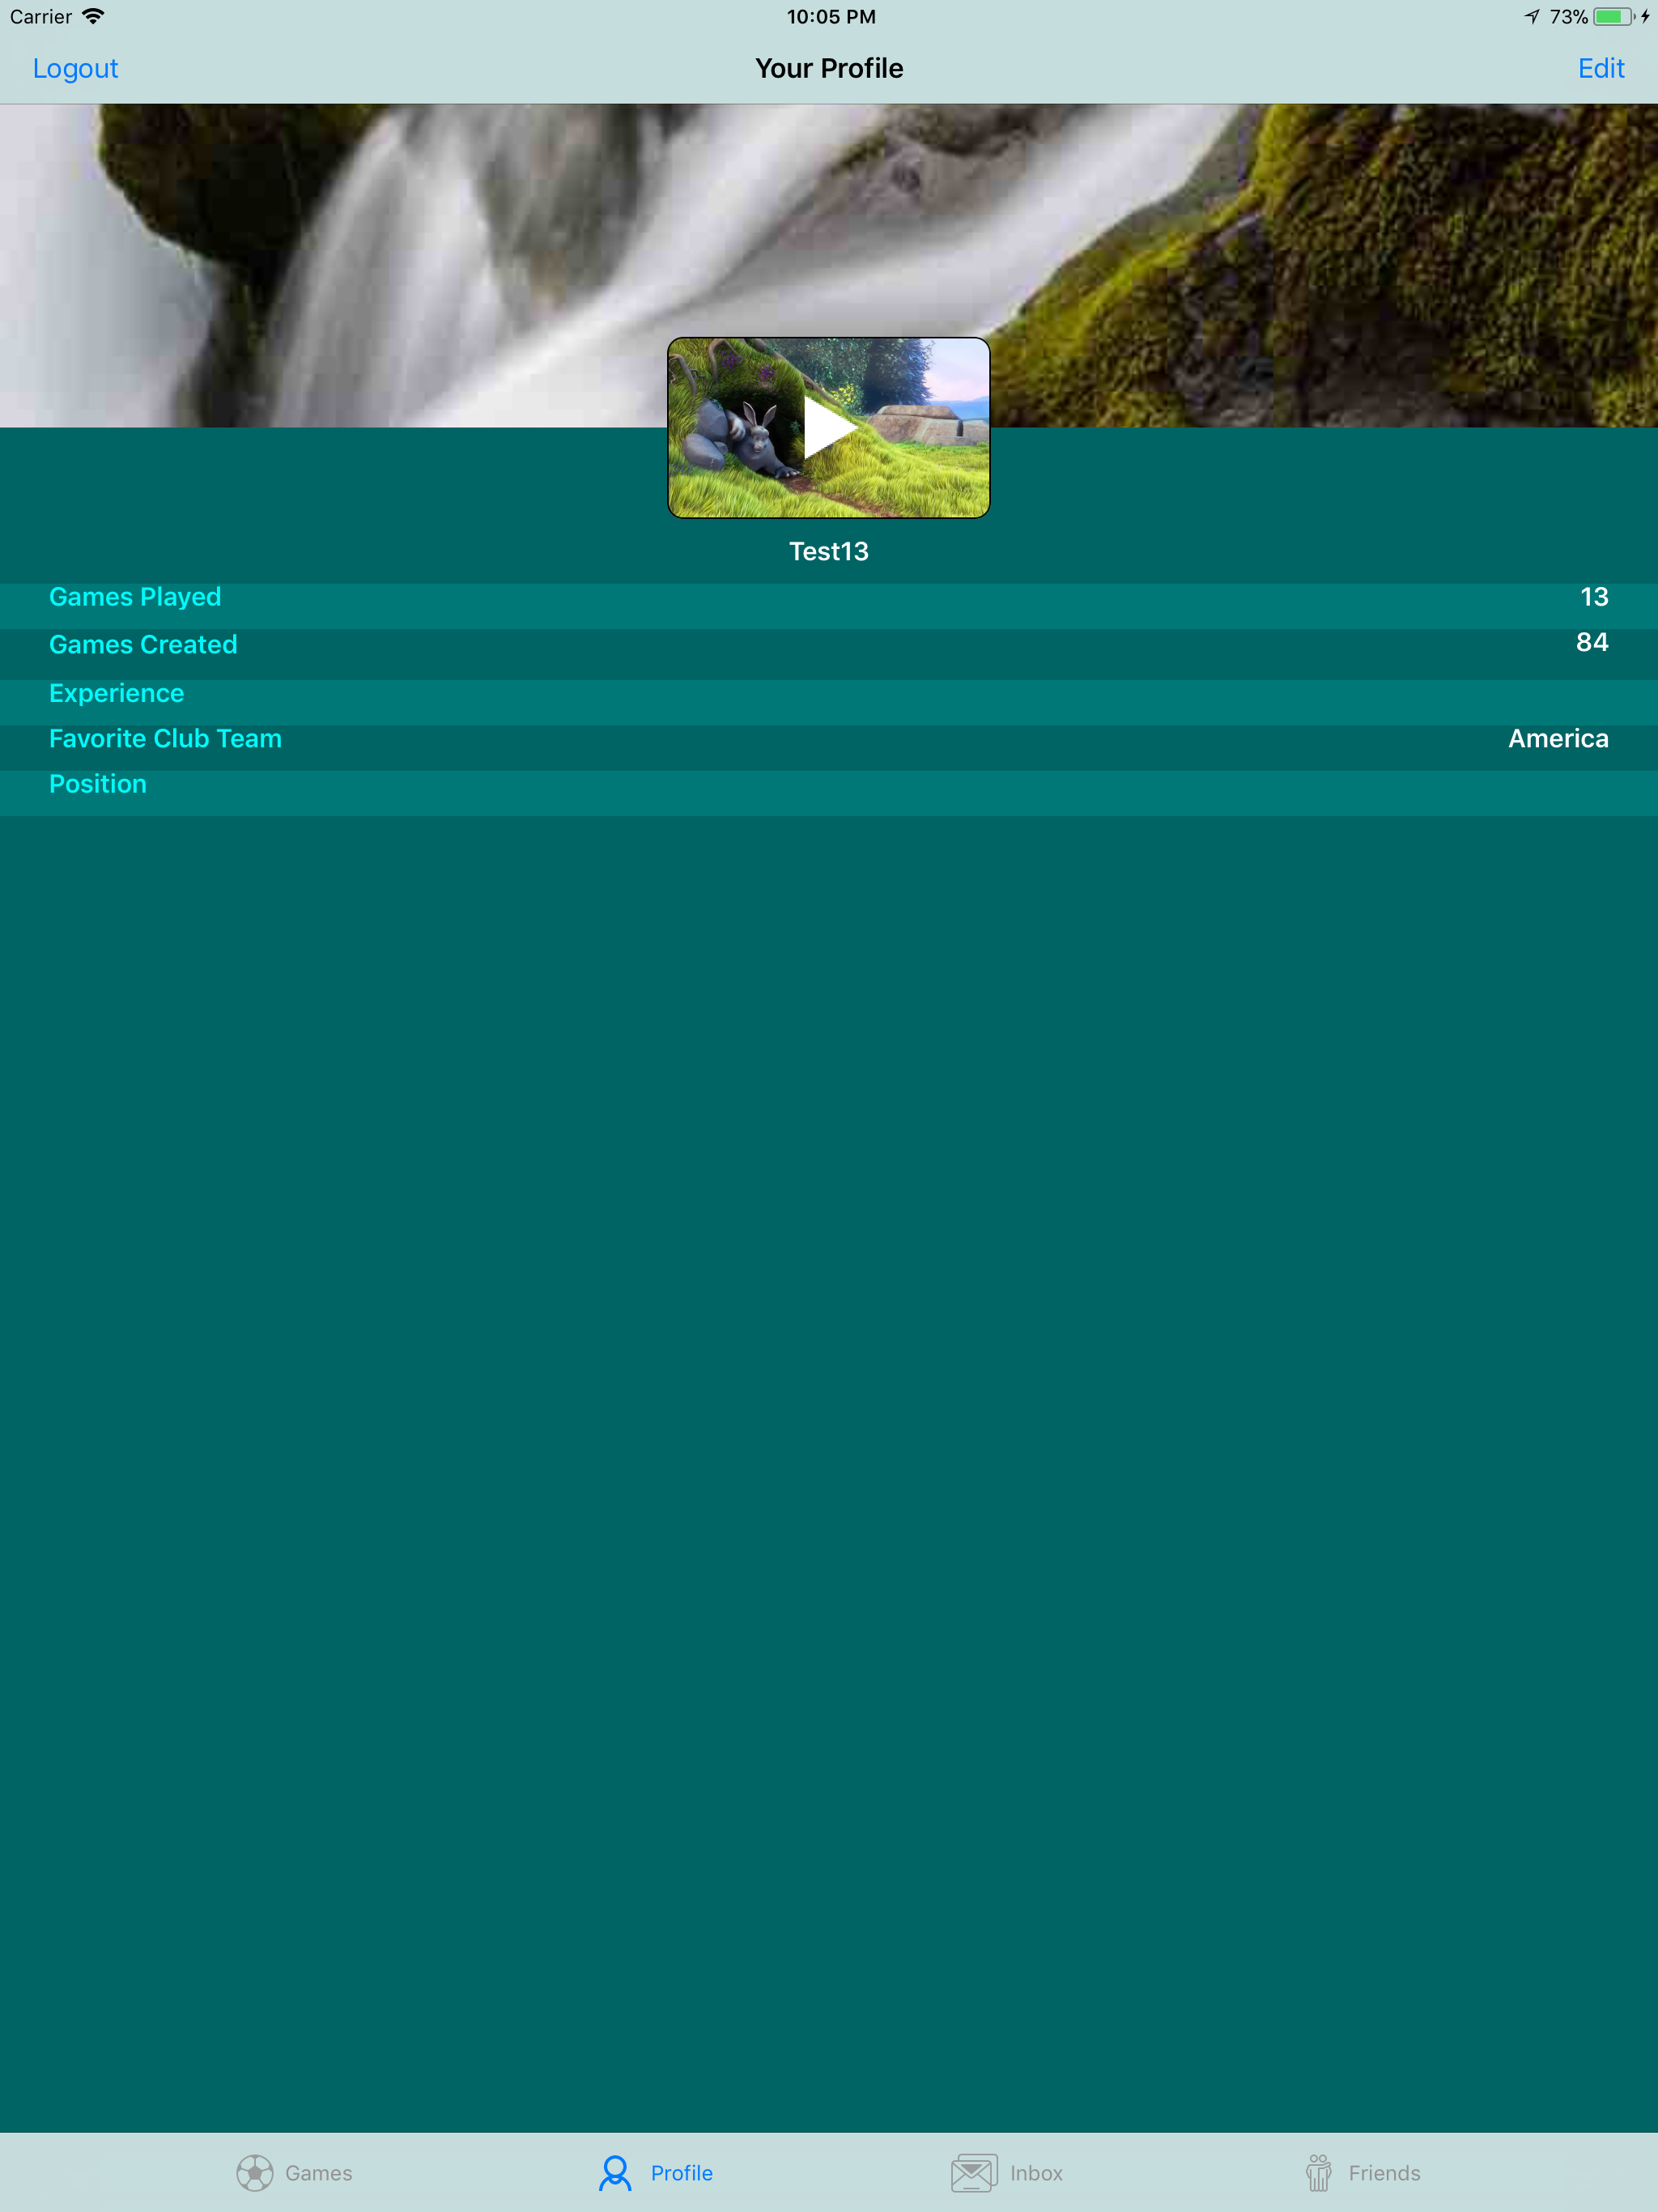 Carrier 10:05 PM 73%
Logout Your Profile Edit
Test13
Games Played 13
Games Created 84
Experience
Favorite Club Team America
Position
Games Profile Inbox Friends